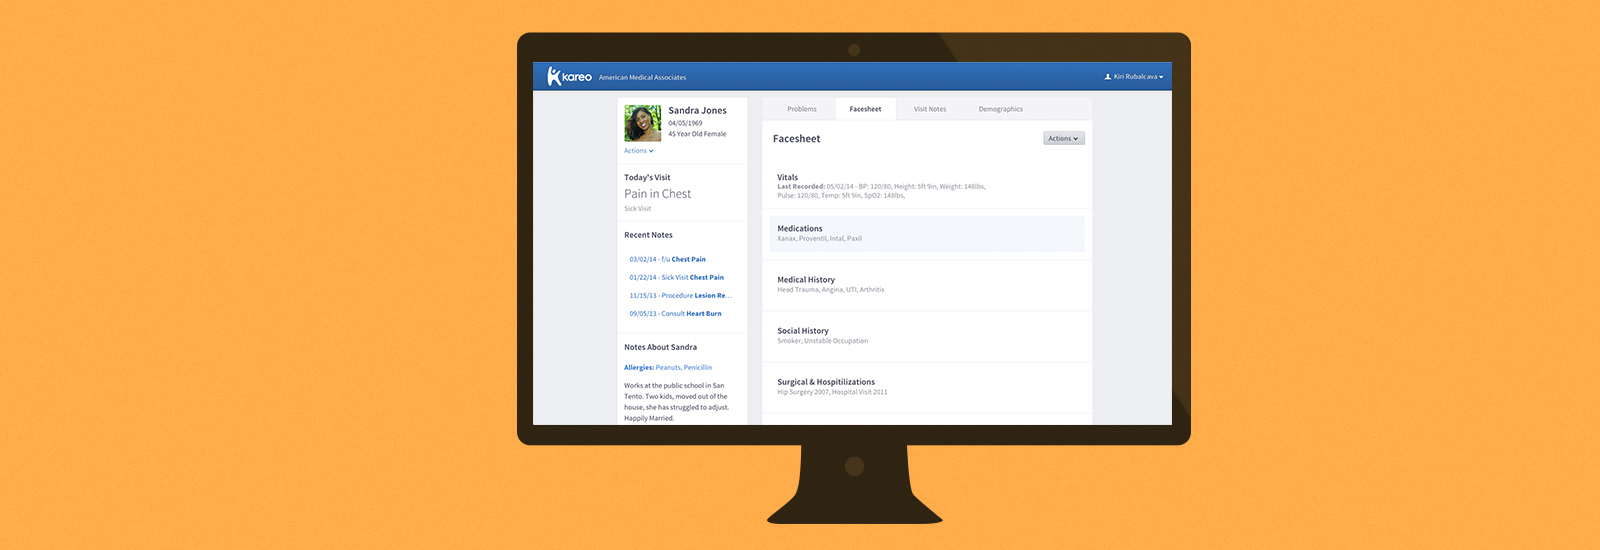 kareo American Medical Associates
Kiri Rubalcava
Sandra Jones
04/05/1969
45 Year Old Female
Actions
Today's Visit
Pain in Chest
Sick Visit
Recent Notes
03/02/14 - f/u Chest Pain
01/22/14 - Sick Visit Chest Pain
11/15/13 - Procedure Lesion Re...
09/05/13 - Consult Heart Burn
Notes About Sandra
Allergies: Peanuts, Penicillin
Works at the public school in San
Tento. Two kids, moved out of the
house, she has struggled to adjust.
Happily Married.
Problems Facesheet Visit Notes Demographics
Facesheet
Actions
Vitals
Last Recorded: 05/02/14 - BP: 120/80, Height: 5ft 9in, Weight: 148lbs,
Pulse: 120/80, Temp: 5ft 9in, SpO2: 148lbs,
Medications
Xanax, Proventil, Intal, Paxil
Medical History
Head Trauma, Angina, UTI, Arthritis
Social History
Smoker, Unstable Occupation
Surgical & Hospitilizations
Hip Surgery 2007, Hospital Visit 2011